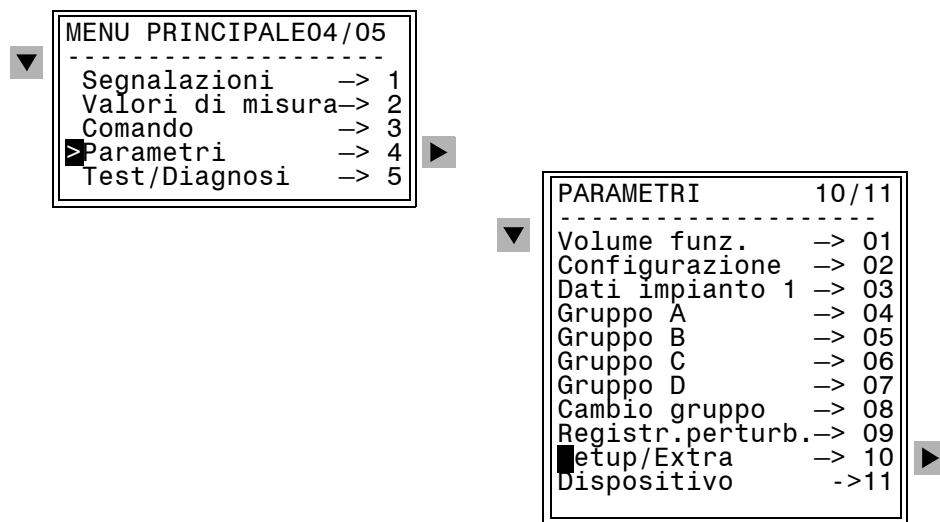 MENU PRINCIPALE04/05
---------------------
Segnalazioni —> 1
Valori di misura—> 2
Comando —> 3
>Parametri —> 4
Test/Diagnosi —> 5
PARAMETRI 10/11
--------------------
Volume funz. —> 01
Configurazione —> 02
Dati impianto 1 —> 03
Gruppo A —> 04
Gruppo B —> 05
Gruppo C —> 06
Gruppo D —> 07
Cambio gruppo —> 08
Registr.perturb.—> 09
etup/Extra —> 10
Dispositivo ->11